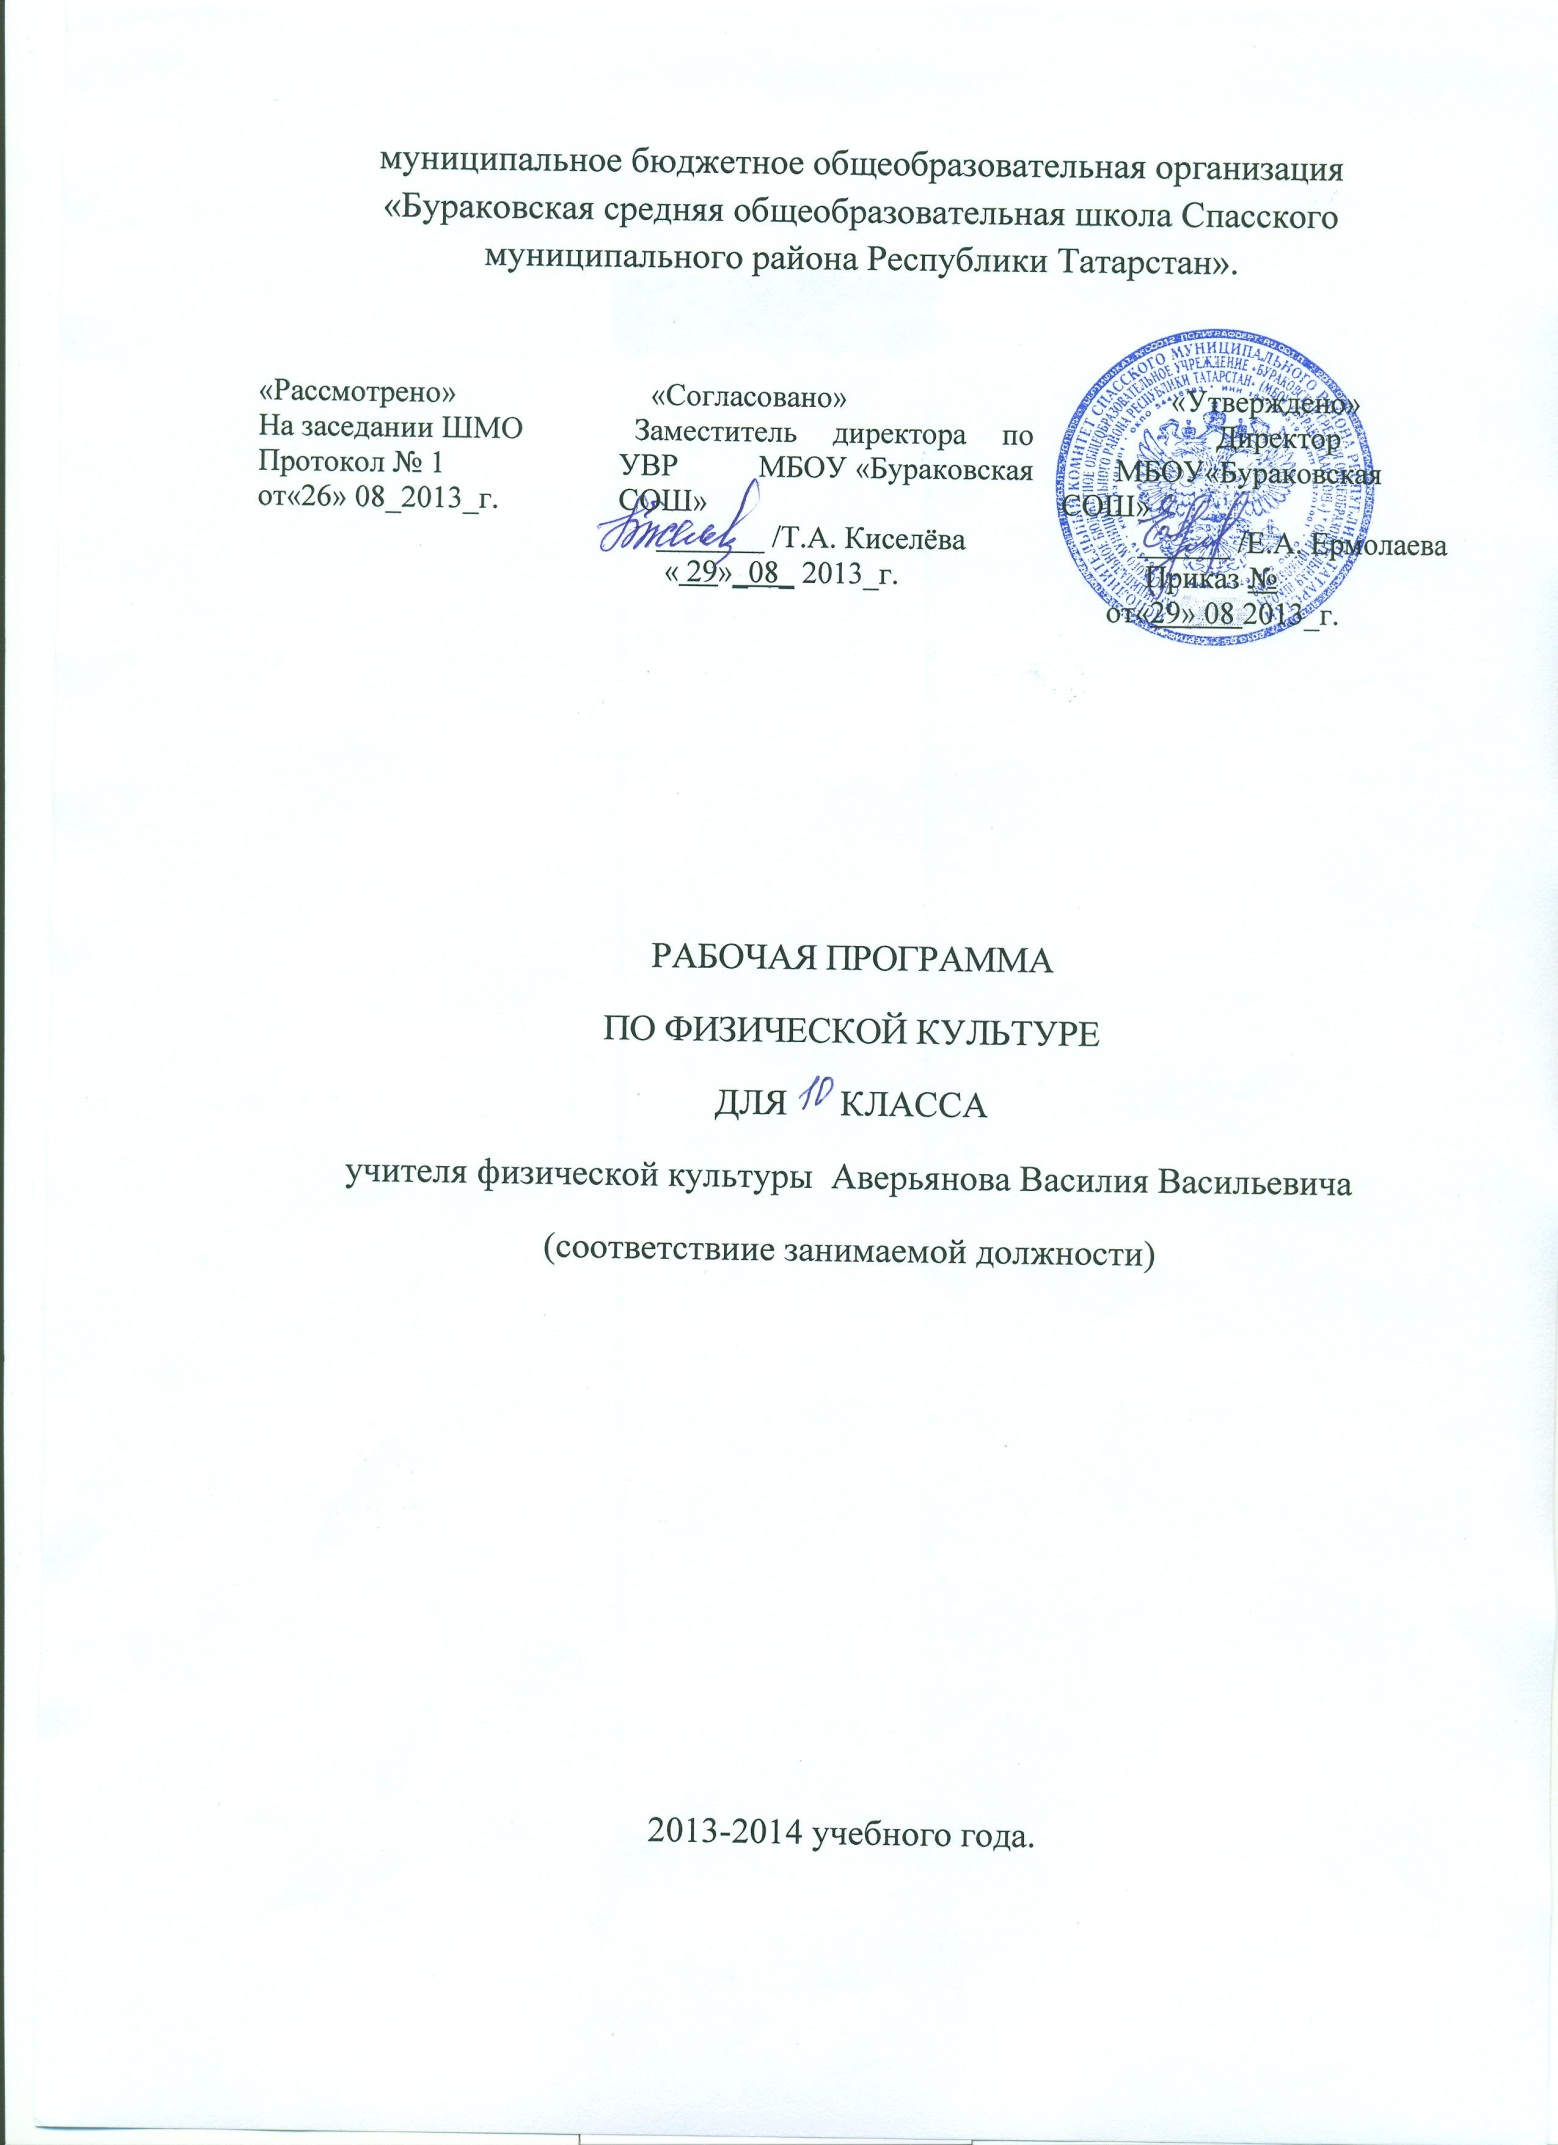 муниципальное бюджетное общеобразовательная организация
«Бураковская средняя общеобразовательная школа Спасского
муниципального района Республики Татарстан».
«Рассмотрено»
На заседании ШМО
Протокол № 1
от«26» 08_2013_г.
«Согласовано»
Заместитель директора по
УВР МБОУ «Бураковская
СОШ»
________ /Т.А. Киселёва
« 29»_08_ 2013_г.
«Утверждено»
Директор
МБОУ«Бураковская
СОШ»
_______ /Е.А. Ермолаева
Приказ №
от«29» 08 2013_г.
РАБОЧАЯ ПРОГРАММА
ПО ФИЗИЧЕСКОЙ КУЛЬТУРЕ
ДЛЯ 10 КЛАССА
учителя физической культуры Аверьянова Василия Васильевича
(соответствиие занимаемой должности)
2013-2014 учебного года.